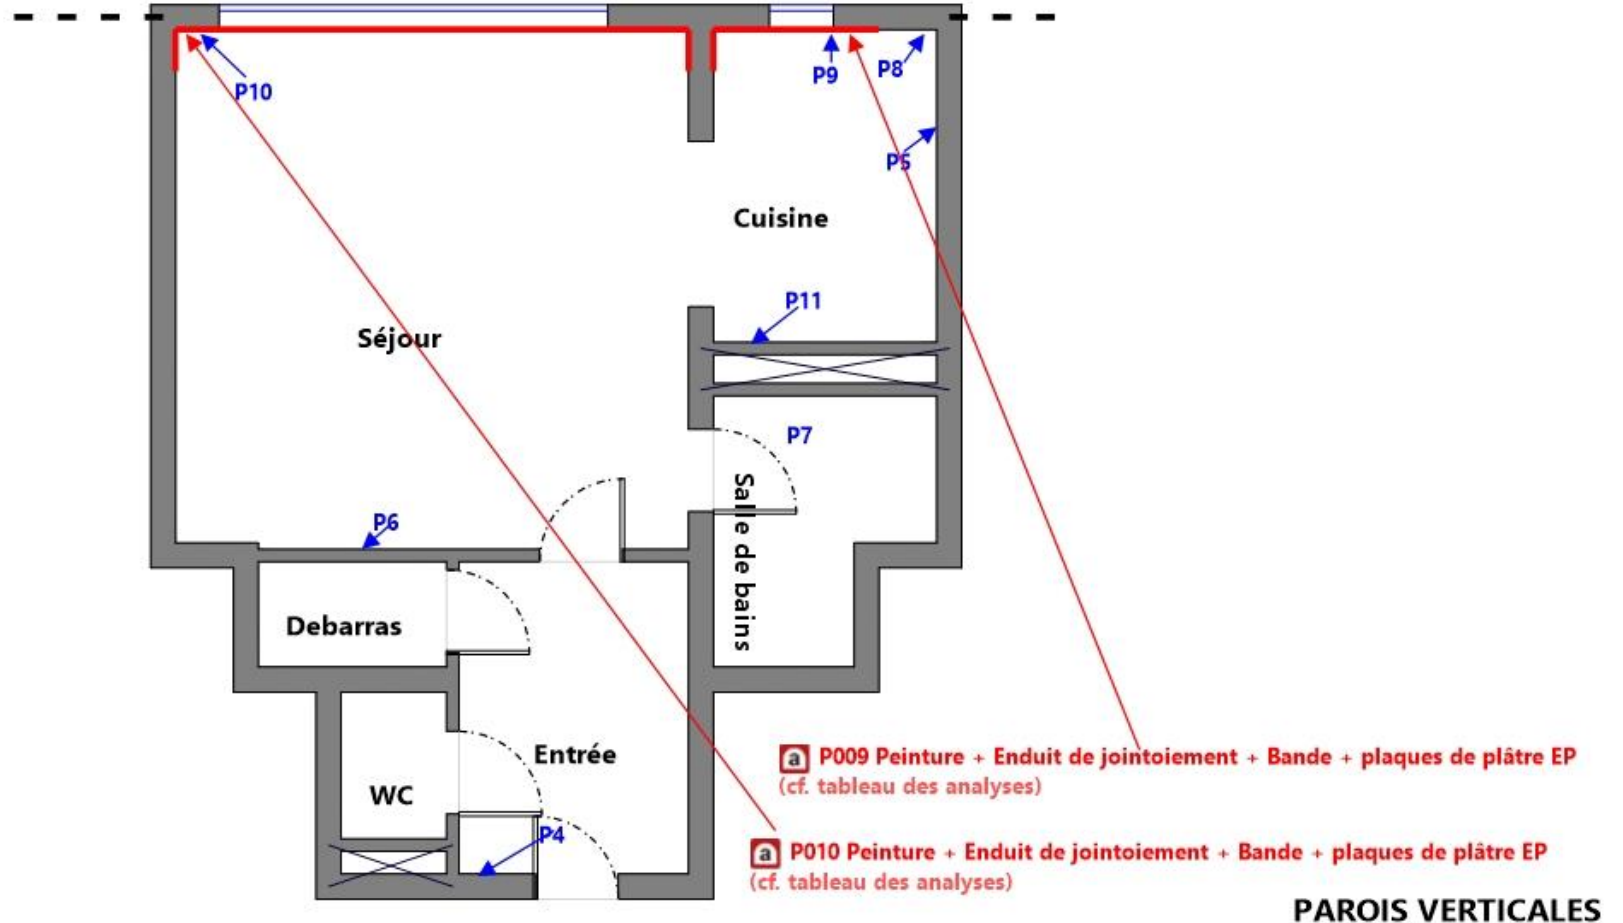 P10
P9
P8
P5
Cuisine
P11
Séjour
P7
Salle de bains
P6
Debarras
Entrée
WC
P4
a P009 Peinture + Enduit de jointoiement + Bande + plaques de plâtre EP
(cf. tableau des analyses)
a P010 Peinture + Enduit de jointoiement + Bande + plaques de plâtre EP
(cf. tableau des analyses)
PAROIS VERTICALES